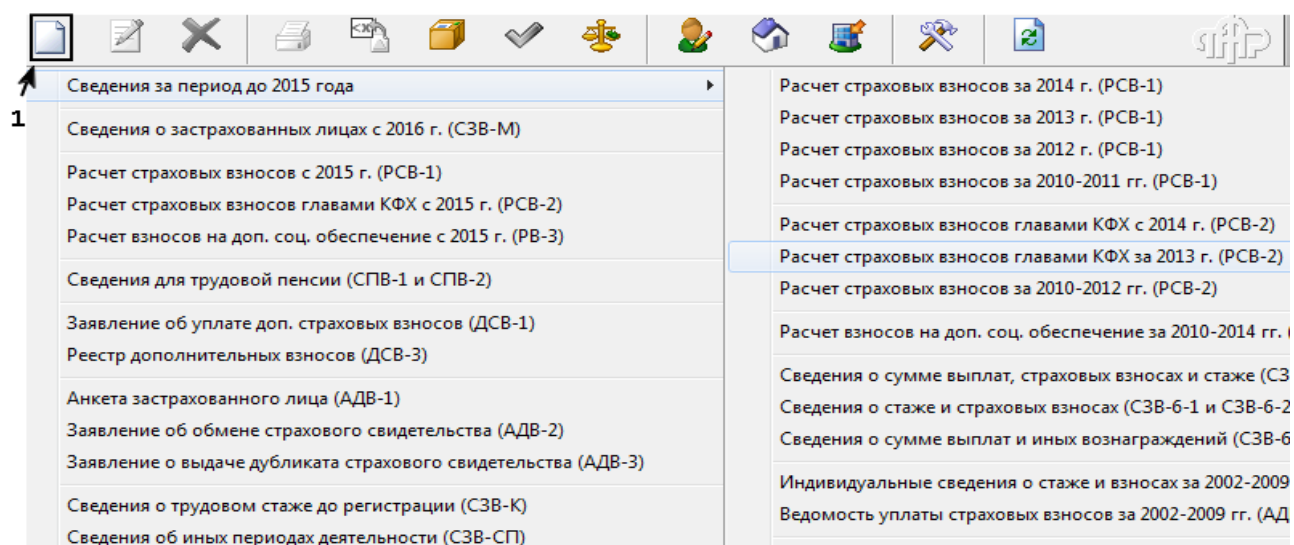 1
Сведения за период до 2015 года
Сведения о застрахованных лицах с 2016 г. (СЗВ-М)
Расчет страховых взносов с 2015 г. (РСВ-1)
Расчет страховых взносов главами КФХ с 2015 г. (РСВ-2)
Расчет взносов на доп. соц. обеспечение с 2015 г. (РВ-3)
Сведения для трудовой пенсии (СПВ-1 и СПВ-2)
Заявление об уплате доп. страховых взносов (ДСВ-1)
Реестр дополнительных взносов (ДСВ-3)
Анкета застрахованного лица (АДВ-1)
Заявление об обмене страхового свидетельства (АДВ-2)
Заявление о выдаче дубликата страхового свидетельства (АДВ-3)
Сведения о трудовом стаже до регистрации (СЗВ-К)
Сведения об иных периодах деятельности (СЗВ-СП)
Расчет страховых взносов за 2014 г. (РСВ-1)
Расчет страховых взносов за 2013 г. (РСВ-1)
Расчет страховых взносов за 2012 г. (РСВ-1)
Расчет страховых взносов за 2010-2011 гг. (РСВ-1)
Расчет страховых взносов главами КФХ с 2014 г. (РСВ-2)
Расчет страховых взносов главами КФХ за 2013 г. (РСВ-2)
Расчет страховых взносов за 2010-2012 гг. (РСВ-2)
Расчет взносов на доп. соц. обеспечение за 2010-2014 гг. (
Сведения о сумме выплат, страховых взносах и стаже (СЗ
Сведения о стаже и страховых взносах (СЗВ-6-1 и СЗВ-6-2
Сведения о сумме выплат и иных вознаграждений (СЗВ-6
Индивидуальные сведения о стаже и взносах за 2002-2009
Ведомость уплаты страховых взносов за 2002-2009 гг. (АД